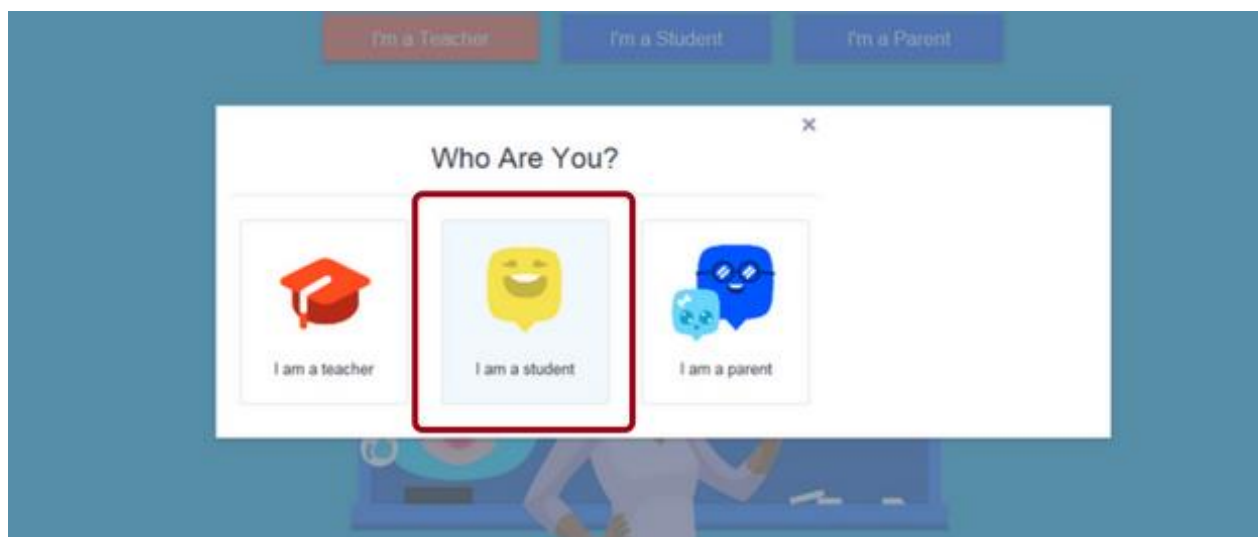 I'm a Teacher I'm a Student I'm a Parent
×
Who Are You?
I am a teacher I am a student I am a parent